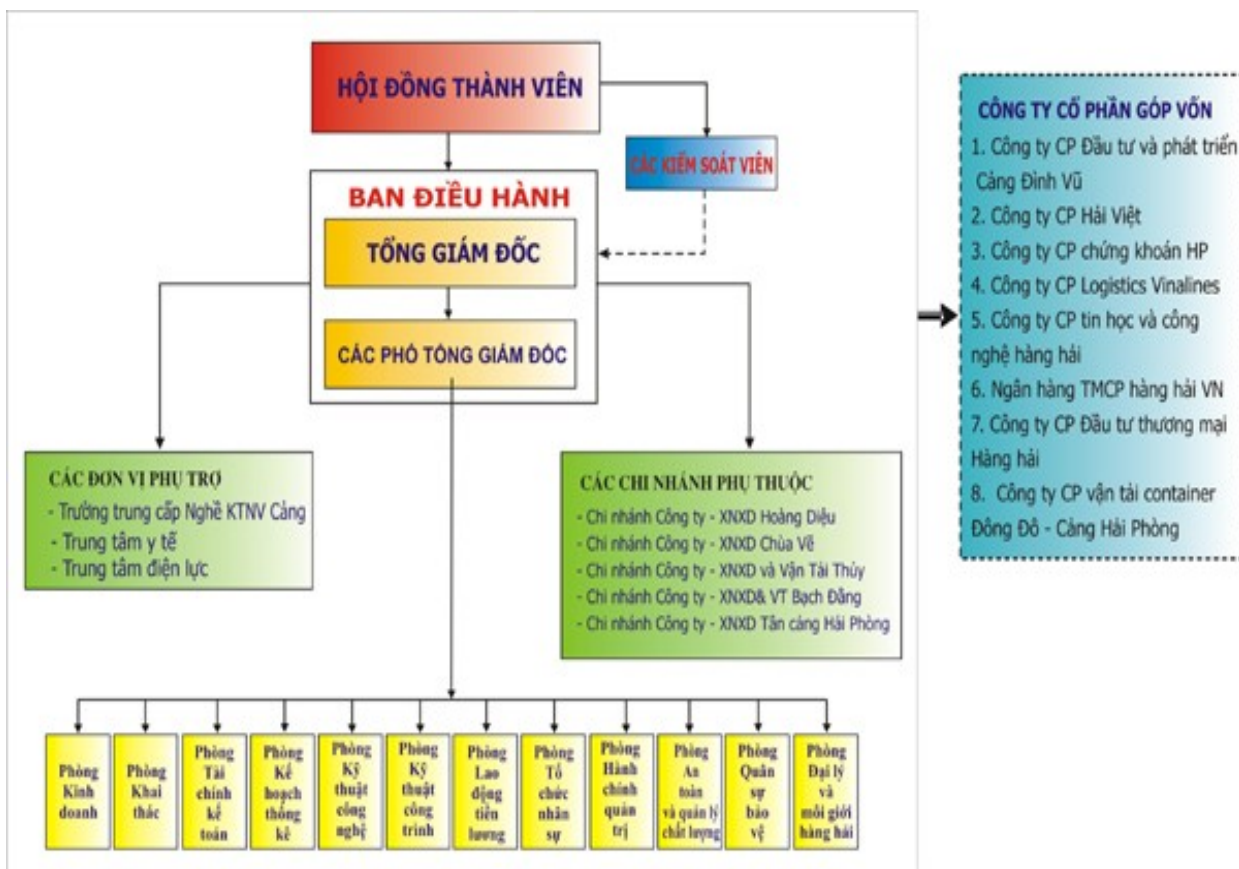 HỘI ĐỒNG THÀNH VIÊN
CÁC KIỂM SOÁT VIÊN
BAN ĐIỀU HÀNH
TỔNG GIÁM ĐỐC
CÁC PHÓ TỔNG GIÁM ĐỐC
CÁC ĐƠN VỊ PHỤ TRỢ
- Trường trung cấp Nghề KTNV Cảng
- Trung tâm y tế
- Trung tâm điện lực
CÁC CHI NHÁNH PHỤ THUỘC
- Chi nhánh Công ty - XNXD Hoàng Diệu
- Chi nhánh Công ty - XNXD Chùa Vẽ
- Chi nhánh Công ty - XNXD và Vận Tải Thủy
- Chi nhánh Công ty - XNXD& VT Bạch Đằng
- Chi nhánh Công ty - XNXD Tân cảng Hải Phòng
Phòng
Kinh
doanh
Phòng
Khai
thác
Phòng
Tài
chính
kế
toán
Phòng
Kế
hoạch
thống
kê
Phòng
Kỹ
thuật
công
nghệ
Phòng
Kỹ
thuật
công
trình
Phòng
Lao
động
tiền
lương
Phòng
Tổ
chức
nhân
sự
Phòng
Hành
chính
quản
trị
Phòng
An
toàn
và quản lý
chất lượng
Phòng
Quân
sự
bảo
vệ
Phòng
Đại lý
và
môi giới
hàng hải
CÔNG TY CỔ PHẦN GÓP VỐN
1. Công ty CP Đầu tư và phát triển
Cảng Đình Vũ
2. Công ty CP Hải Việt
3. Công ty CP chứng khoán HP
4. Công ty CP Logistics Vinalines
5. Công ty CP tin học và công
nghệ hàng hải
6. Ngân hàng TMCP hàng hải VN
7. Công ty CP Đầu tư thương mại
Hàng hải
8. Công ty CP vận tải container
Đông Đô - Cảng Hải Phòng